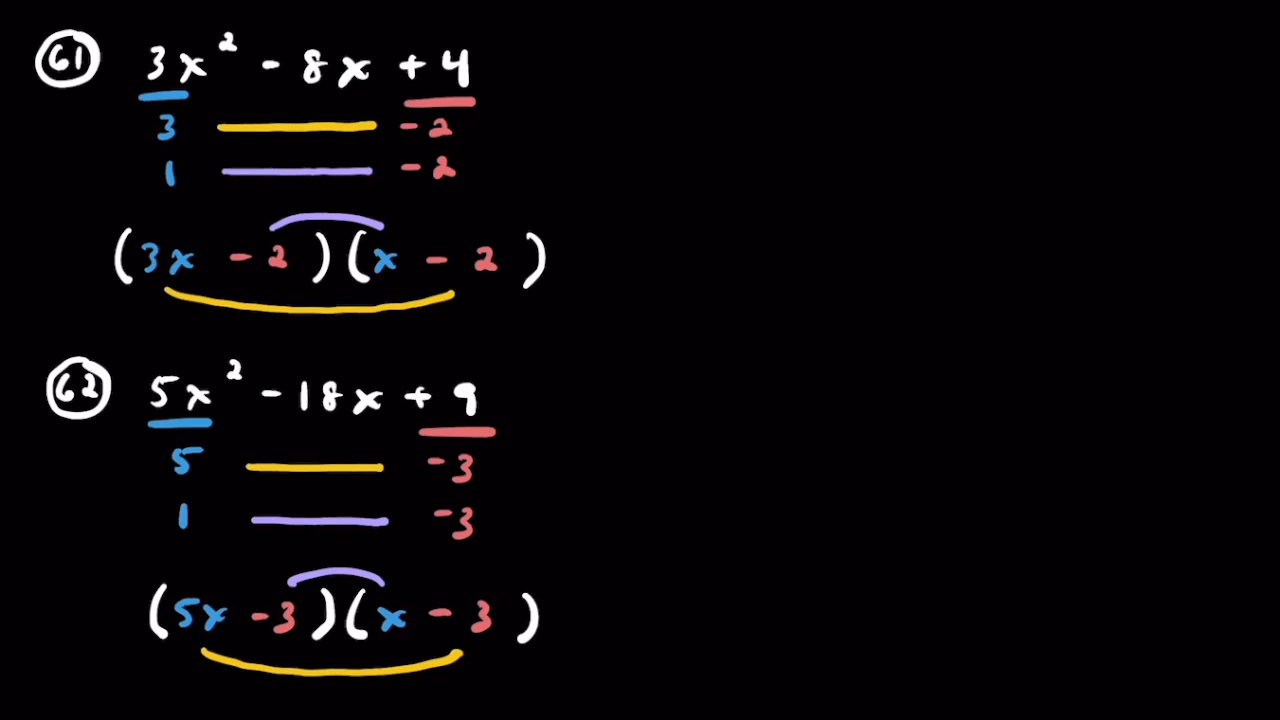 61 3x² - 8x + 4
3 -2
1 -2
(3x - 2)(x - 2)
62 5x² - 18x + 9
5 -3
1 -3
(5x - 3)(x - 3)